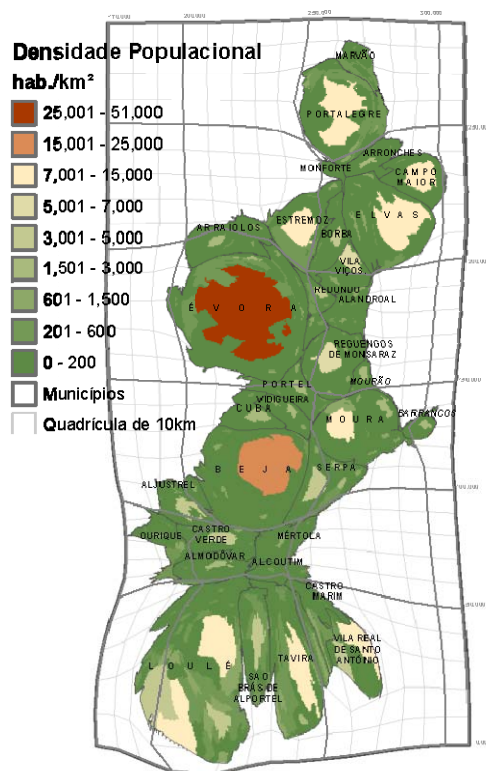 Densidade Populacional
hab./km²
25,001 - 51,000
15,001 - 25,000
7,001 - 15,000
5,001 - 7,000
3,001 - 5,000
1,501 - 3,000
601 - 1,500
201 - 600
0 - 200
Municípios
Quadrícula de 10km
MARVÃO
PORTALEGRE
ARRONCHES
MONFORTE
CAMPO
MAIOR
ELVAS
ESTREMOZ
BORBA
ARRAIOLOS
VILA
VIÇOS.
REDONDO
ALANDROAL
ÉVORA
REGUENGOS
DE MONSARAZ
MOURÃO
PORTEL
VIDIGUEIRA
CUBA
MOURA
BARRANCOS
BEJA
SERPA
ALJUSTREL
OURIQUE
CASTRO
VERDE
MÉRTOLA
ALMODÔVAR
ALCOUTIM
CASTRO
MARIM
VILA REAL
DE SANTO
ANTÓNIO
LOULÉ
TAVIRA
SAO
BRÁS DE
ALPORTEL